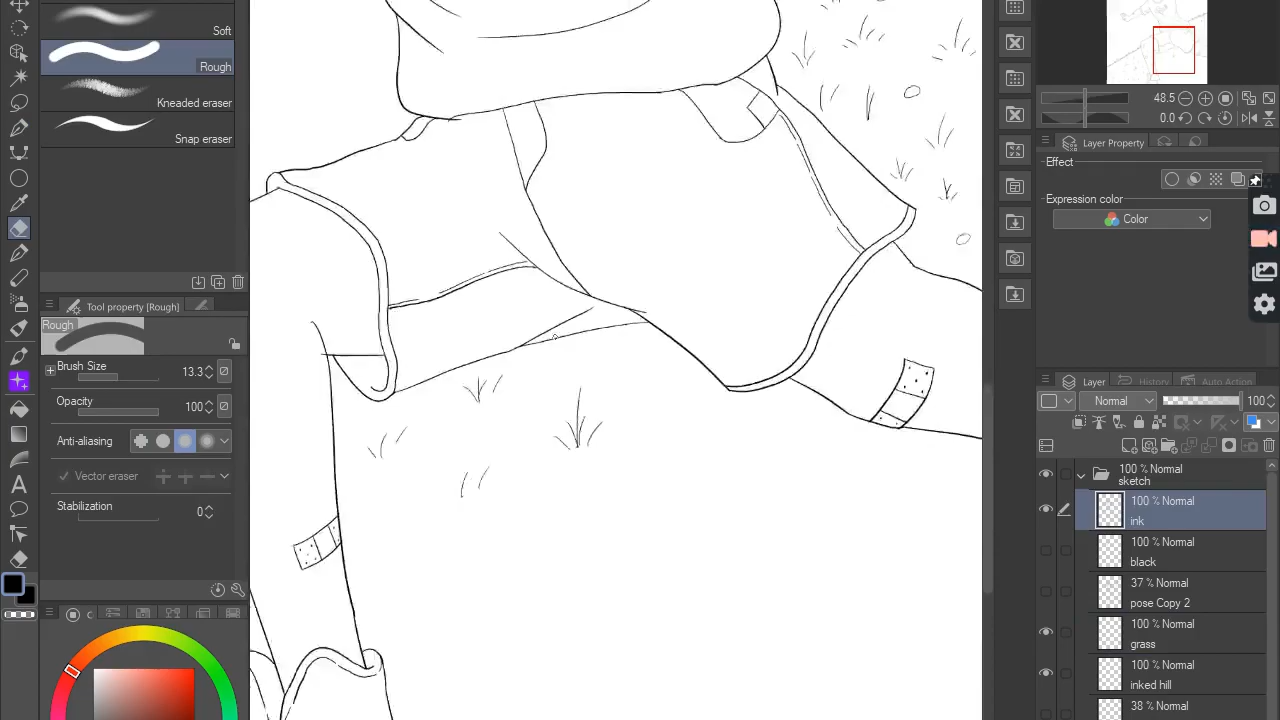 Soft
Rough
Kneaded eraser
Snap eraser
Tool property [Rough]
Rough
Brush Size
13.3
Opacity
100
Anti-aliasing
Vector eraser
Stabilization
0
c
48.5
0.0
Layer Property
Effect
Expression color
Color
Layer
History
Auto Action
Normal
100
100 % Normal
sketch
100 % Normal
ink
100 % Normal
black
37 % Normal
pose Copy 2
100 % Normal
grass
100 % Normal
inked hill
38 % Normal